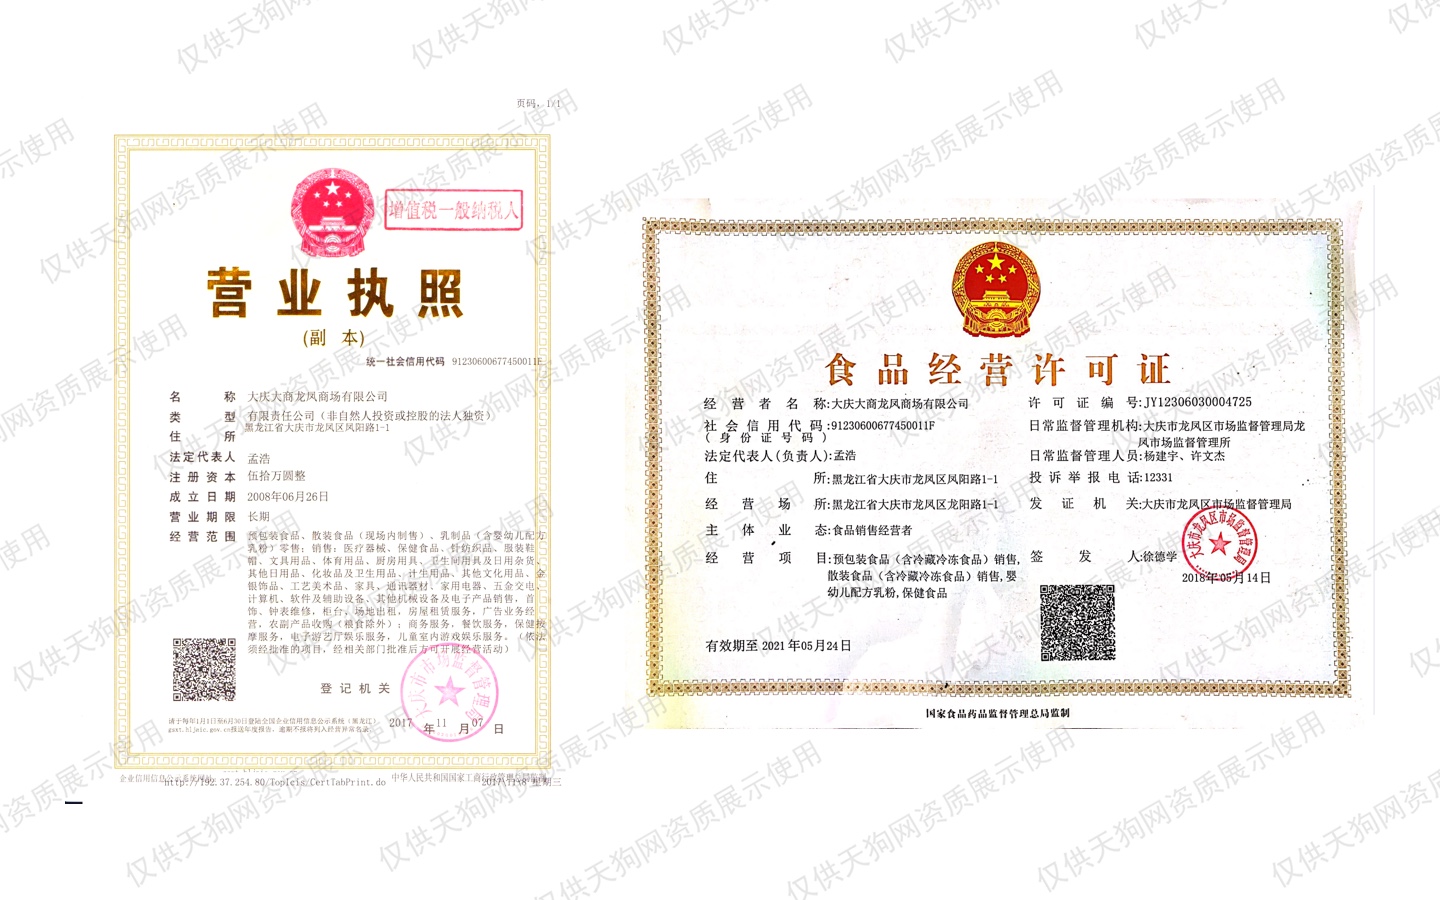 页码，1/1
增值税一般纳税人
营业执照
(副 本)
统一社会信用代码 91230600677450011F
名 称 大庆大商龙凤商场有限公司
类 型 有限责任公司（非自然人投资或控股的法人独资）
住 所 黑龙江省大庆市龙凤区凤阳路1-1
法定代表人 孟浩
注 册 资 本 伍拾万圆整
成 立 日 期 2008年06月26日
营 业 期 限 长期
经 营 范 围 预包装食品、散装食品（现场内制售）、乳制品（含婴幼儿配方
乳粉）零售；销售：医疗器械、保健食品、针纺织品、服装鞋
帽、文具用品、体育用品、厨房用具、卫生间用具及日用杂货、
其他日用品、化妆品及卫生用品、计生用品、其他文化用品、金
银饰品、工艺美术品、家具、通讯器材、家用电器、五金交电、
计算机、软件及辅助设备、其他机械设备及电子产品销售，首
饰、钟表维修，柜台、场地出租，房屋租赁服务，广告业务经
营，农副产品收购（粮食除外）；商务服务，餐饮服务，保健按
摩服务，电子游艺厅娱乐服务，儿童室内游戏娱乐服务。（依法
须经批准的项目，经相关部门批准后方可开展经营活动）
登 记 机 关
大庆市市场监督管理局
2017 年 11 月 07 日
请于每年1月1日至6月30日登陆全国企业信用信息公示系统（黑龙江）
gsxt.hljaic.gov.cn报送年度报告，逾期不报将列入经营异常名录。
企业信用信息公示系统网址：
中华人民共和国国家工商行政管理总局监制
http://192.37.254.80/TopIcis/CertTabPrint.do
2017/11/8 星期三
食品经营许可证
经 营 者 名 称:大庆大商龙凤商场有限公司
社 会 信 用 代 码:91230600677450011F
( 身 份 证 号 码 )
法定代表人(负责人):孟浩
住 所:黑龙江省大庆市龙凤区凤阳路1-1
经 营 场 所:黑龙江省大庆市龙凤区龙阳路1-1
主 体 业 态:食品销售经营者
经 营 项 目:预包装食品（含冷藏冷冻食品）销售,
散装食品（含冷藏冷冻食品）销售,婴
幼儿配方乳粉,保健食品
有效期至 2021 年05月24日
许 可 证 编 号:JY12306030004725
日常监督管理机构:大庆市龙凤区市场监督管理局龙
凤市场监督管理所
日常监督管理人员:杨建宇、许文杰
投 诉 举 报 电 话:12331
发 证 机 关:大庆市龙凤区市场监督管理局
大庆市龙凤区市场监督管理局
签 发 人:徐德学
2018年05月14日
国家食品药品监督管理总局监制
仅供天狗网资质展示使用